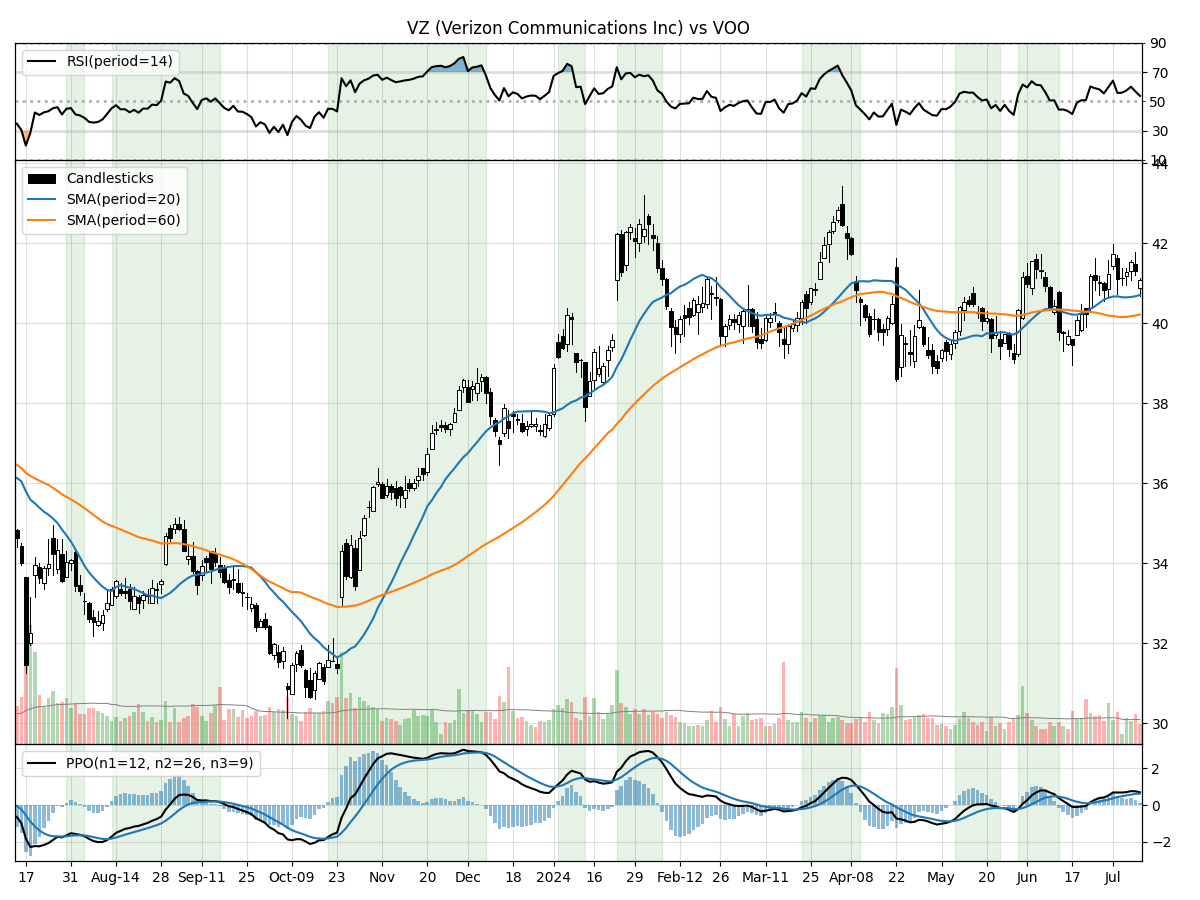 VZ (Verizon Communications Inc) vs VOO
RSI(period=14)
90
70
50
30
10
Candlesticks
SMA(period=20)
SMA(period=60)
44
42
40
38
36
34
32
30
PPO(n1=12, n2=26, n3=9)
2
0
−2
17 31 Aug-14 28 Sep-11 25 Oct-09 23 Nov 20 Dec 18 2024 16 29 Feb-12 26 Mar-11 25 Apr-08 22 May 20 Jun 17 Jul